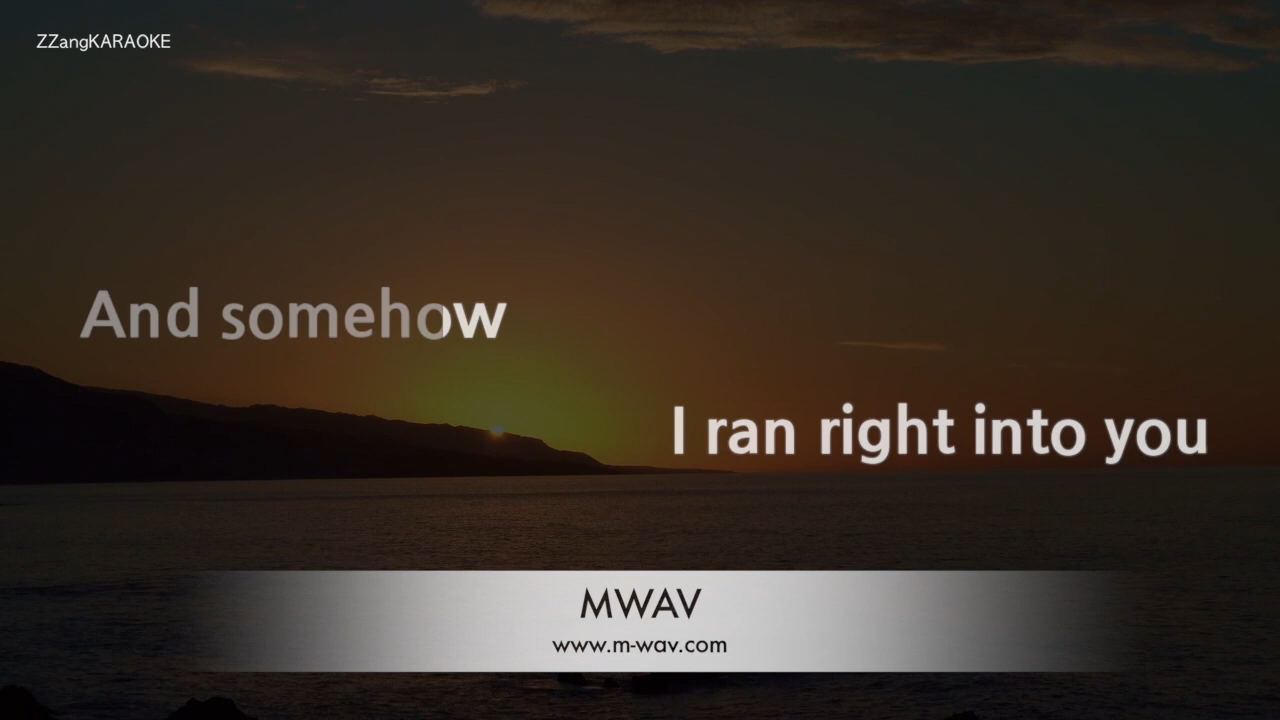 ZZangKARAOKE
And somehow
I ran right into you
MWAV
www.m-wav.com